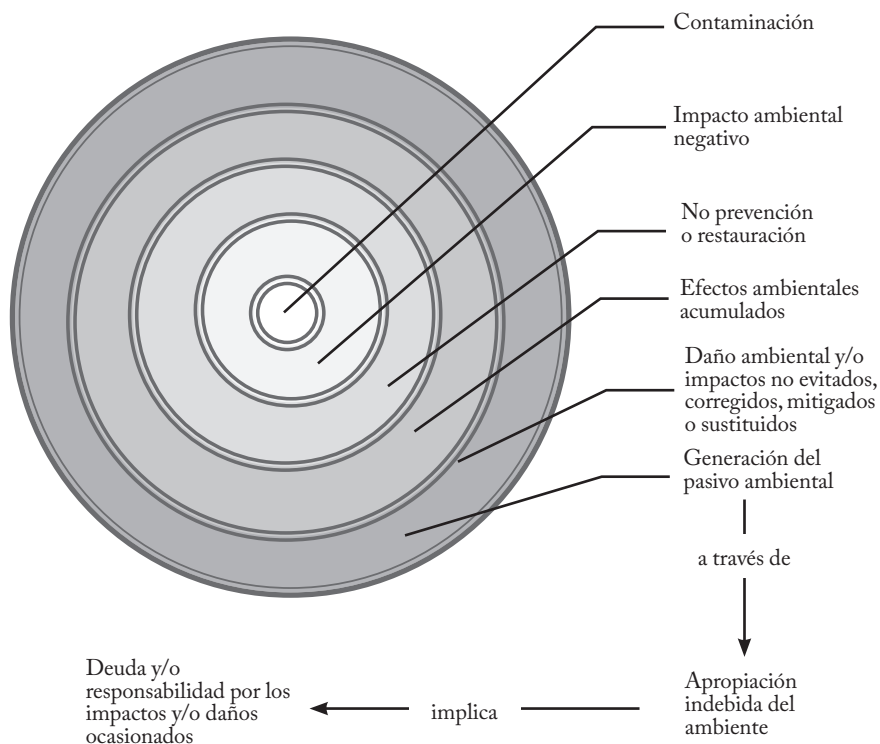 Contaminación
Impacto ambiental
negativo
No prevención
o restauración
Efectos ambientales
acumulados
Daño ambiental y/o
impactos no evitados,
corregidos, mitigados
o sustituidos
Generación del
pasivo ambiental
a través de
Apropiación
indebida del
ambiente
implica
Deuda y/o
responsabilidad por los
impactos y/o daños
ocasionados